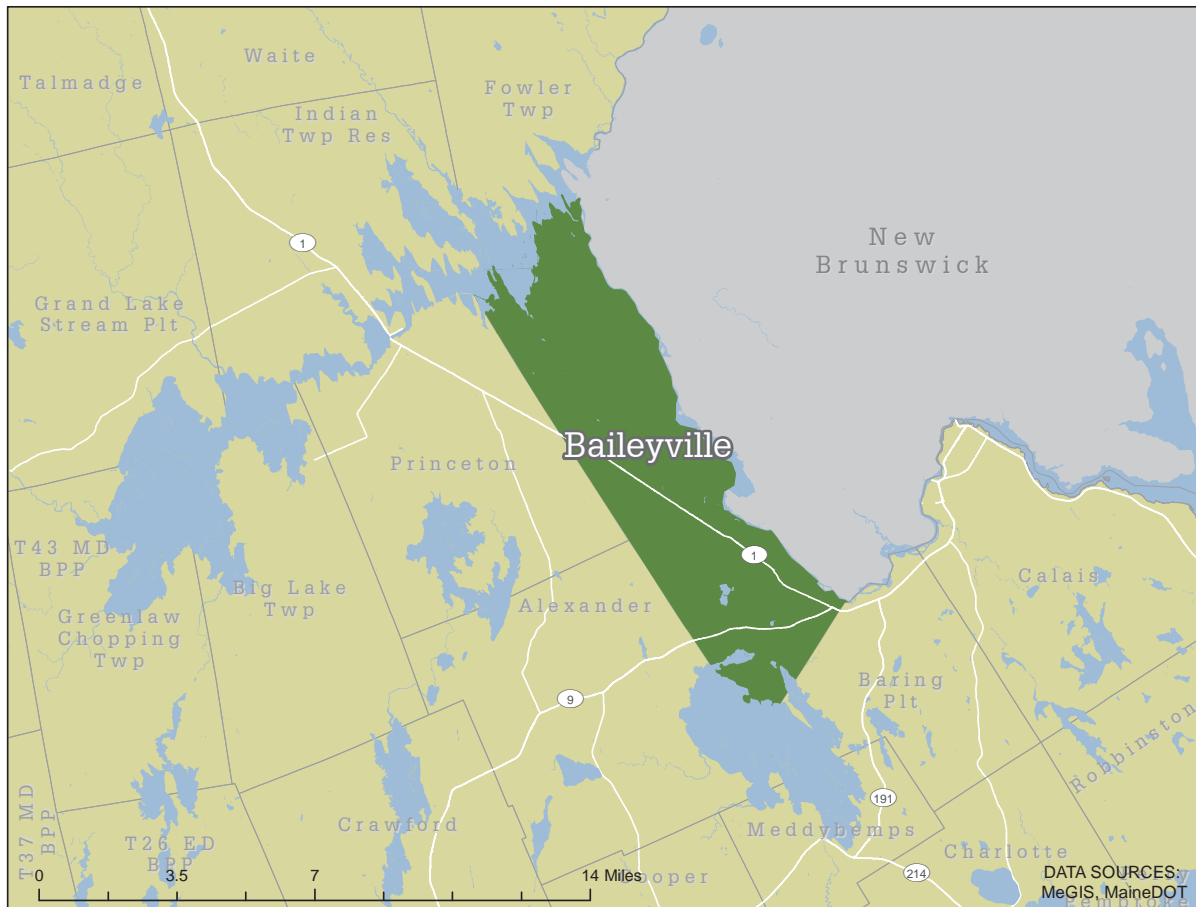 Waite
Talmadge
Fowler
Twp
Indian
Twp Res
1
New
Brunswick
Grand Lake
Stream Plt
Baileyville
Princeton
T43 MD
BPP
1
Big Lake
Twp
Alexander
Calais
Greenlaw
Chopping
Twp
Baring
Plt
9
Robbinston
191
T37 MD
BPP
T26 ED
BPP
Crawford
Meddybemps
Charlotte
214
Cooper
Pembroke
0 3.5 7 14 Miles
DATA SOURCES:
MeGIS, MaineDOT